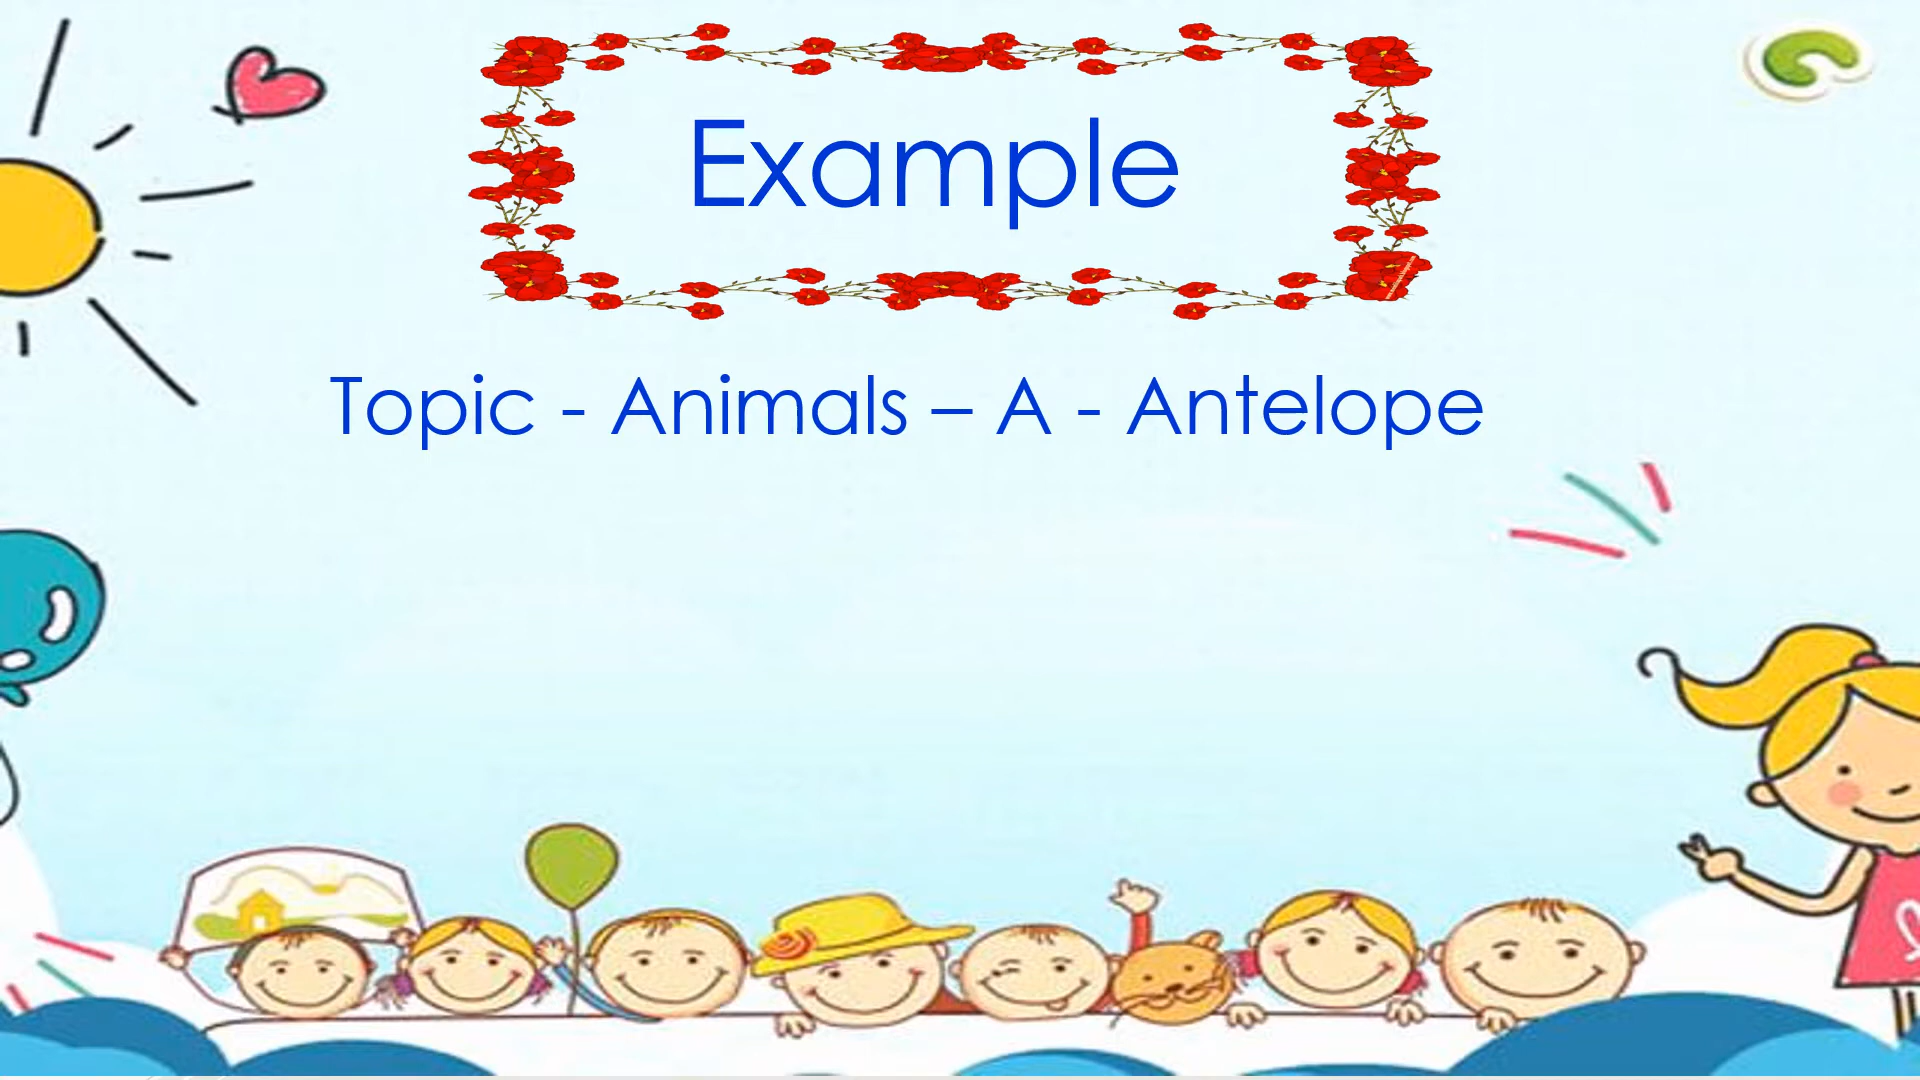 Example
Topic - Animals – A - Antelope